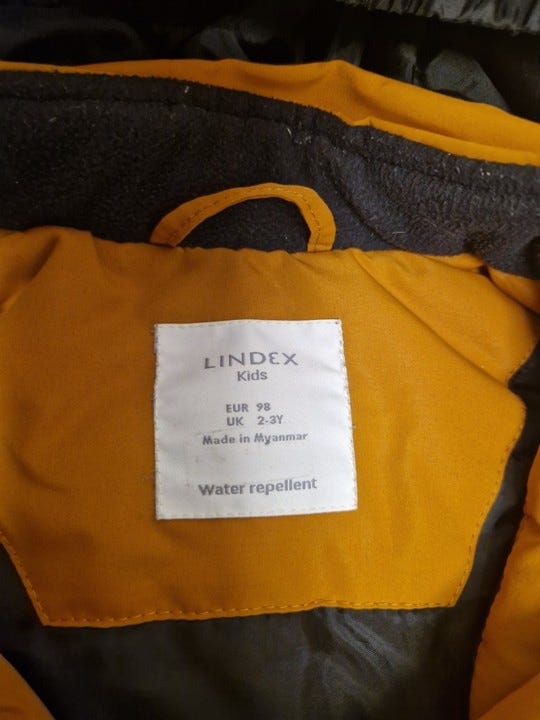 LINDEX
Kids
EUR 98
UK 2-3Y
Made in Myanmar
Water repellent